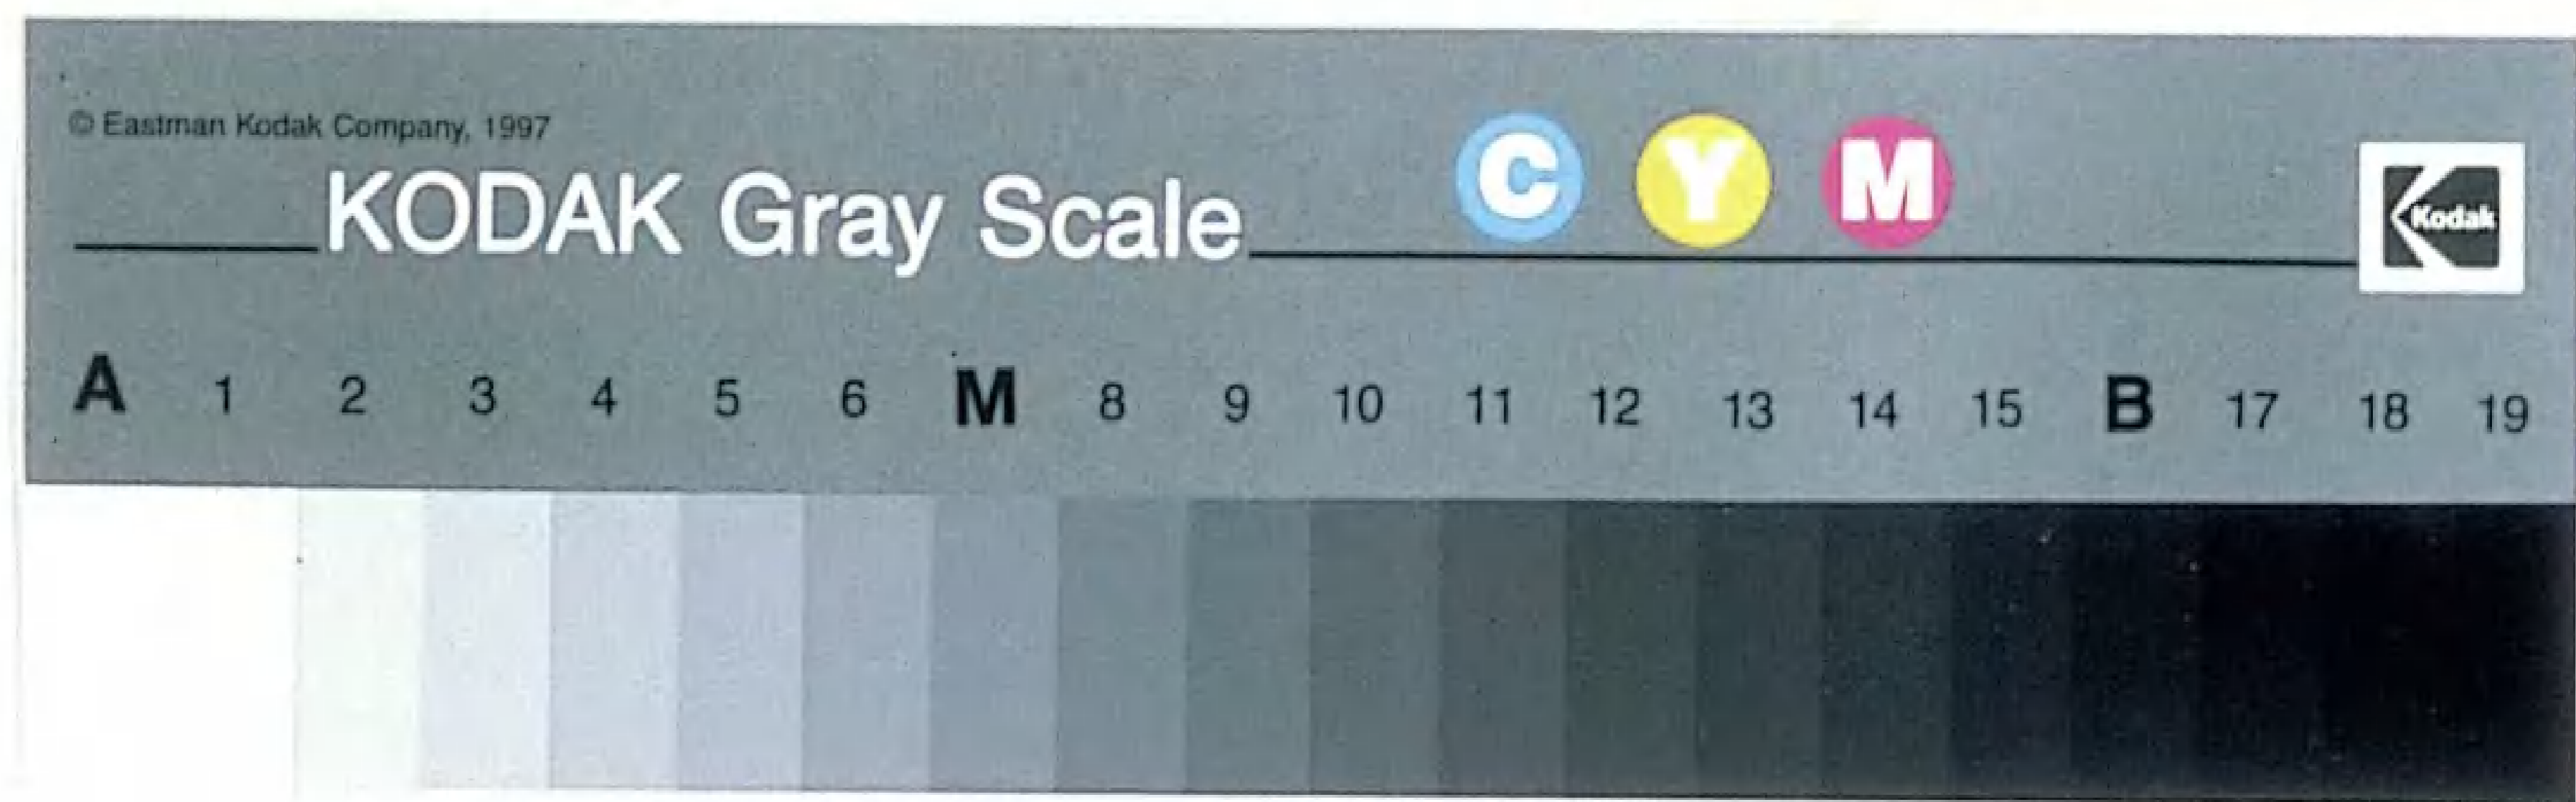 © Eastman Kodak Company, 1997
KODAK Gray Scale
C Y M
Kodak
A 1 2 3 4 5 6 M 8 9 10 11 12 13 14 15 B 17 18 19